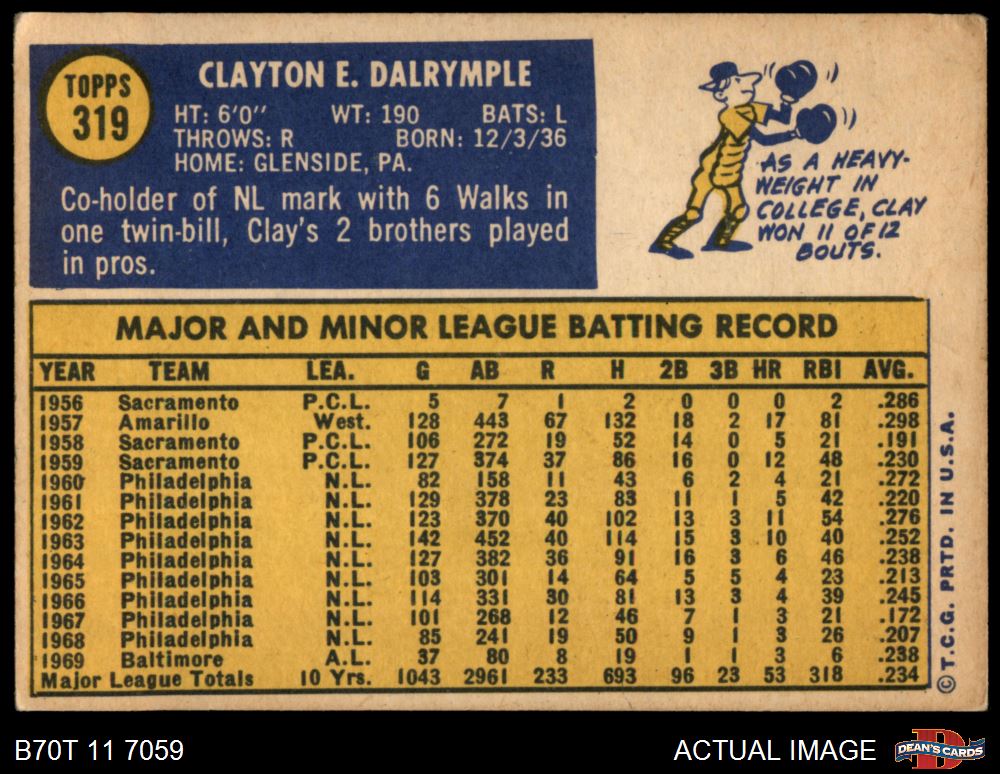 TOPPS
319
CLAYTON E. DALRYMPLE
HT: 6'0" WT: 190 BATS: L
THROWS: R BORN: 12/3/36
HOME: GLENSIDE, PA.
Co-holder of NL mark with 6 Walks in
one twin-bill, Clay's 2 brothers played
in pros.
AS A HEAVY-
WEIGHT IN
COLLEGE, CLAY
WON 11 OF 12
BOUTS.
MAJOR AND MINOR LEAGUE BATTING RECORD
YEAR TEAM LEA. G AB R H 2B 3B HR RBI AVG.
1956 Sacramento P.C.L. 5 7 1 2 0 0 0 2 .286
1957 Amarillo West. 128 443 67 132 18 2 17 81 .298
1958 Sacramento P.C.L. 106 272 19 52 14 0 5 21 .191
1959 Sacramento P.C.L. 127 374 37 86 16 0 12 48 .230
1960 Philadelphia N.L. 82 158 11 43 6 2 4 21 .272
1961 Philadelphia N.L. 129 378 23 83 11 1 5 42 .220
1962 Philadelphia N.L. 123 370 40 102 13 3 11 54 .276
1963 Philadelphia N.L. 142 452 40 114 15 3 10 40 .252
1964 Philadelphia N.L. 127 382 36 91 16 3 6 46 .238
1965 Philadelphia N.L. 103 301 14 64 5 5 4 23 .213
1966 Philadelphia N.L. 114 331 30 81 13 3 4 39 .245
1967 Philadelphia N.L. 101 268 12 46 7 1 3 21 .172
1968 Philadelphia N.L. 85 241 19 50 9 1 3 26 .207
1969 Baltimore A.L. 37 80 8 19 1 1 3 6 .238
Major League Totals 10 Yrs. 1043 2961 233 693 96 23 53 318 .234
© T.C.G. PRTD. IN U.S.A.
B70T 11 7059
ACTUAL IMAGE
D
DEAN'S CARDS